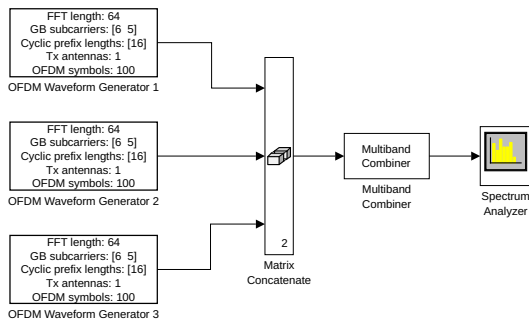 FFT length: 64
GB subcarriers: [6  5]
Cyclic prefix lengths: [16]
Tx antennas: 1
OFDM symbols: 100
OFDM Waveform Generator 1
FFT length: 64
GB subcarriers: [6  5]
Cyclic prefix lengths: [16]
Tx antennas: 1
OFDM symbols: 100
OFDM Waveform Generator 2
FFT length: 64
GB subcarriers: [6  5]
Cyclic prefix lengths: [16]
Tx antennas: 1
OFDM symbols: 100
OFDM Waveform Generator 3
2
Matrix
Concatenate
Multiband
Combiner
Multiband
Combiner
Spectrum
Analyzer